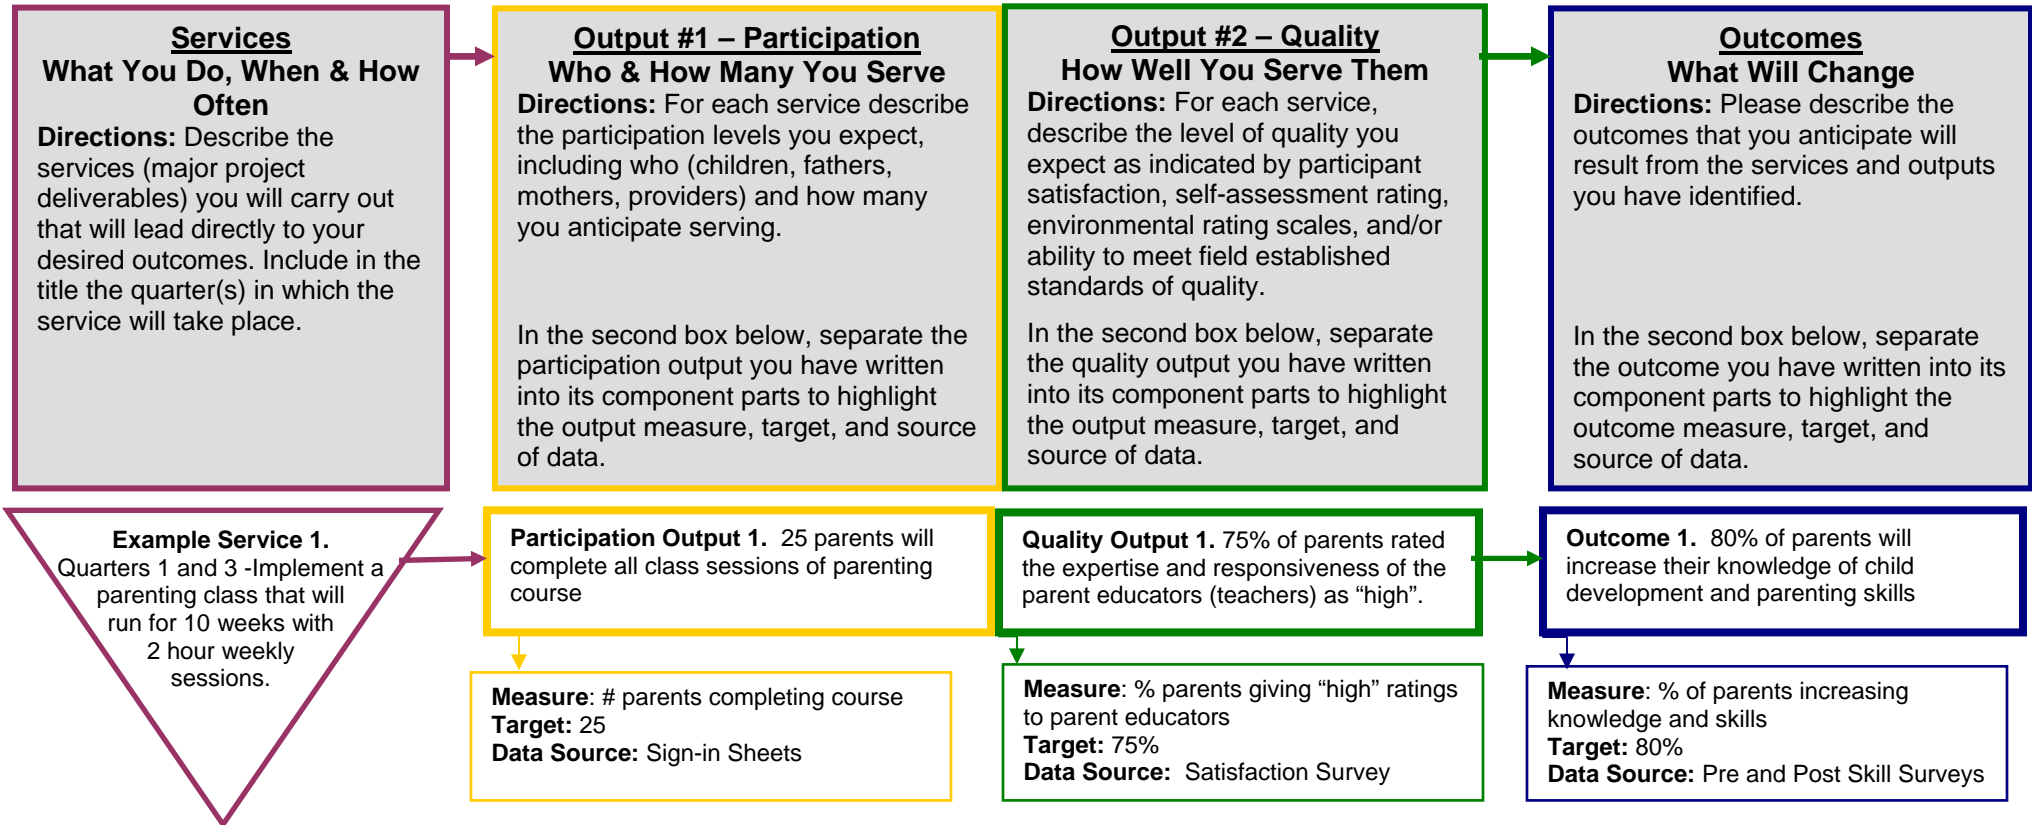 Services
What You Do, When & How
Often
Directions: Describe the
services (major project
deliverables) you will carry out
that will lead directly to your
desired outcomes. Include in the
title the quarter(s) in which the
service will take place.
Output #1 – Participation
Who & How Many You Serve
Directions: For each service describe
the participation levels you expect,
including who (children, fathers,
mothers, providers) and how many
you anticipate serving.
In the second box below, separate the
participation output you have written
into its component parts to highlight
the output measure, target, and source
of data.
Output #2 – Quality
How Well You Serve Them
Directions: For each service,
describe the level of quality you
expect as indicated by participant
satisfaction, self-assessment rating,
environmental rating scales, and/or
ability to meet field established
standards of quality.
In the second box below, separate
the quality output you have written
into its component parts to highlight
the output measure, target, and
source of data.
Outcomes
What Will Change
Directions: Please describe the
outcomes that you anticipate will
result from the services and outputs
you have identified.
In the second box below, separate
the outcome you have written into its
component parts to highlight the
outcome measure, target, and
source of data.
Example Service 1.
Quarters 1 and 3 -Implement a
parenting class that will
run for 10 weeks with
2 hour weekly
sessions.
Participation Output 1. 25 parents will
complete all class sessions of parenting
course
Measure: # parents completing course
Target: 25
Data Source: Sign-in Sheets
Quality Output 1. 75% of parents rated
the expertise and responsiveness of the
parent educators (teachers) as “high”.
Measure: % parents giving “high” ratings
to parent educators
Target: 75%
Data Source: Satisfaction Survey
Outcome 1. 80% of parents will
increase their knowledge of child
development and parenting skills
Measure: % of parents increasing
knowledge and skills
Target: 80%
Data Source: Pre and Post Skill Surveys